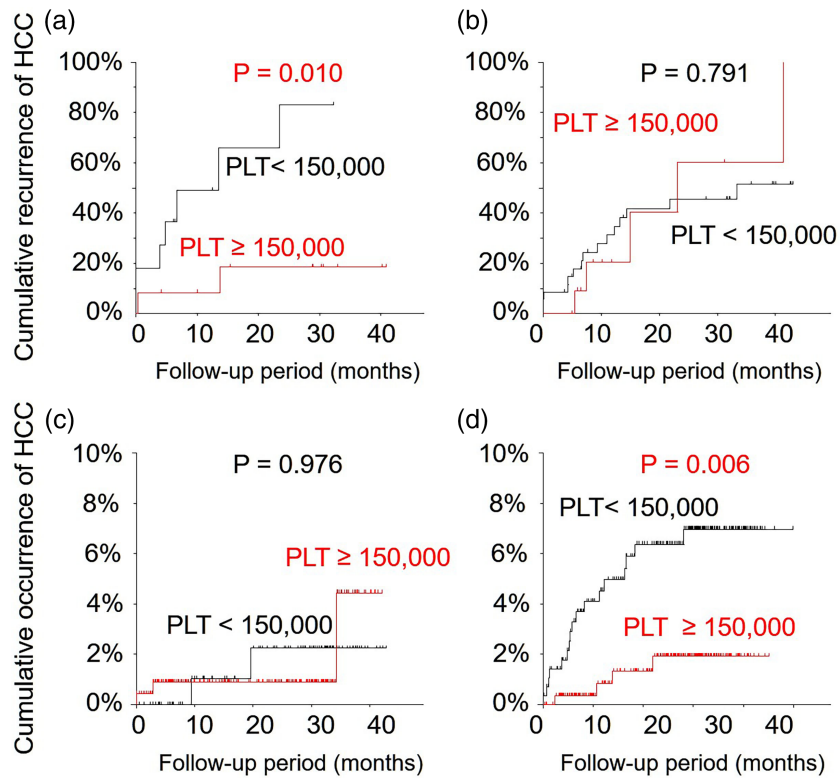 (a)
Cumulative recurrence of HCC
100%
80%
60%
40%
20%
0%
P = 0.010
PLT< 150,000
PLT ≥ 150,000
0 10 20 30 40
Follow-up period (months)
(b)
100%
80%
60%
40%
20%
0%
P = 0.791
PLT ≥ 150,000
PLT < 150,000
0 10 20 30 40
Follow-up period (months)
(c)
Cumulative occurrence of HCC
10%
8%
6%
4%
2%
0%
P = 0.976
PLT ≥ 150,000
PLT < 150,000
0 10 20 30 40
Follow-up period (months)
(d)
10%
8%
6%
4%
2%
0%
P = 0.006
PLT< 150,000
PLT ≥ 150,000
0 10 20 30 40
Follow-up period (months)